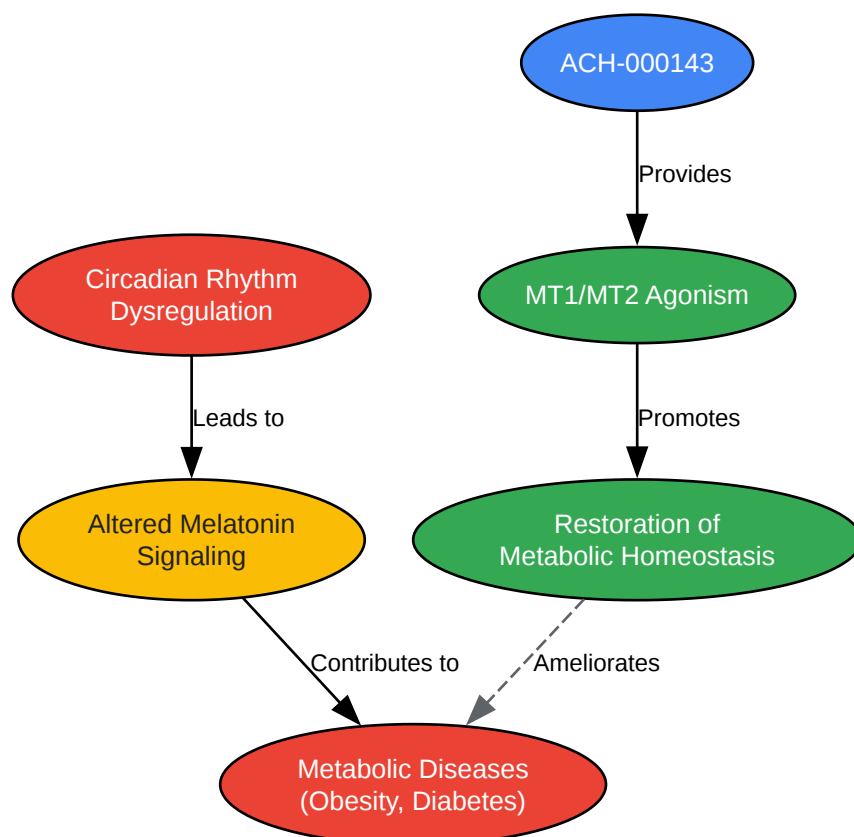 ACH-000143
Provides
Circadian Rhythm
Dysregulation
MT1/MT2 Agonism
Leads to
Promotes
Altered Melatonin
Signaling
Restoration of
Metabolic Homeostasis
Contributes to
Ameliorates
Metabolic Diseases
(Obesity, Diabetes)